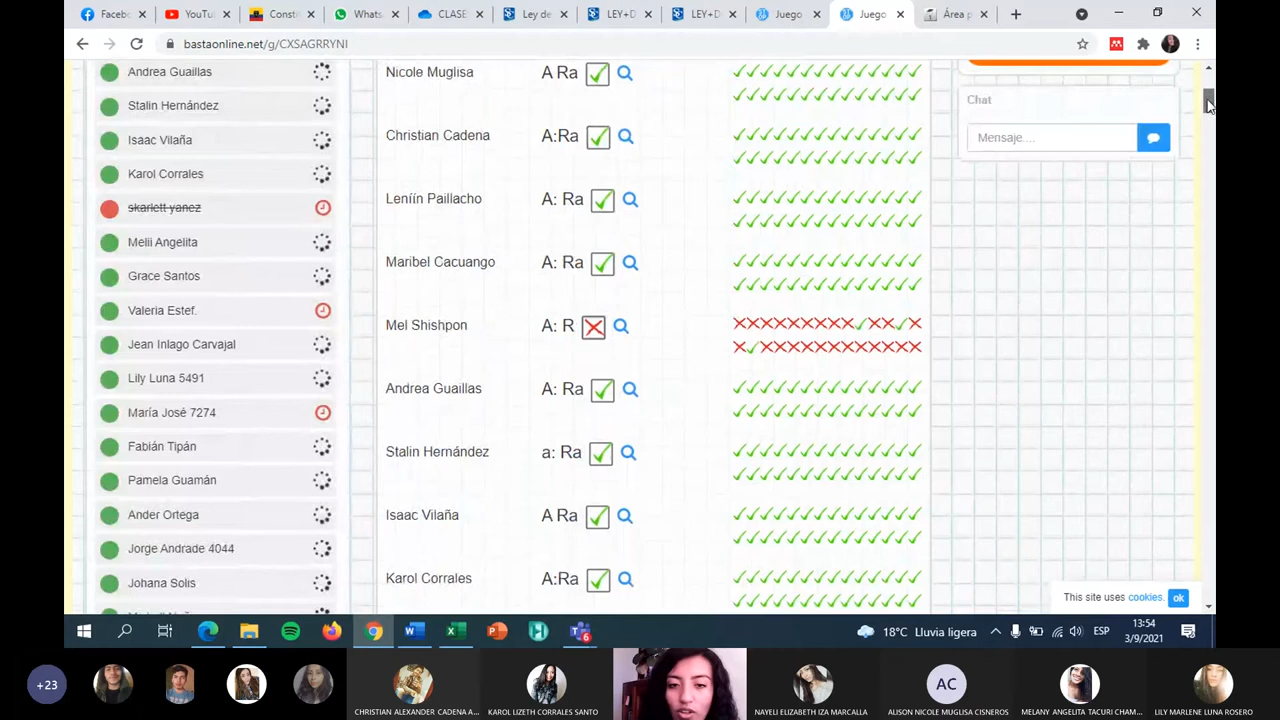 Facebo
YouTu
Consti
Whats
CLASE
Ley de
LEY+D
LEY+D
Juego
Juego
Área p
bastaonline.net/g/CXSAGRRYNI
Andrea Guaillas
Stalin Hernández
Isaac Vilaña
Karol Corrales
skarlett yanez
Melii Angelita
Grace Santos
Valeria Estef.
Jean Inlago Carvajal
Lily Luna 5491
María José 7274
Fabián Tipán
Pamela Guamán
Ander Ortega
Jorge Andrade 4044
Johana Solis
Nicole Muglisa A Ra
Christian Cadena A:Ra
Leniín Paillacho A: Ra
Maribel Cacuango A: Ra
Mel Shishpon A: R
Andrea Guaillas A: Ra
Stalin Hernández a: Ra
Isaac Vilaña A Ra
Karol Corrales A:Ra
Chat
Mensaje....
This site uses cookies. ok
18°C Lluvia ligera
ESP
13:54
3/9/2021
6
+23
CHRISTIAN ALEXANDER CADENA A...
KAROL LIZETH CORRALES SANTO
NAYELI ELIZABETH IZA MARCALLA
AC
ALISON NICOLE MUGLISA CISNEROS
MELANY ANGELITA TACURI CHAM...
LILY MARLENE LUNA ROSERO